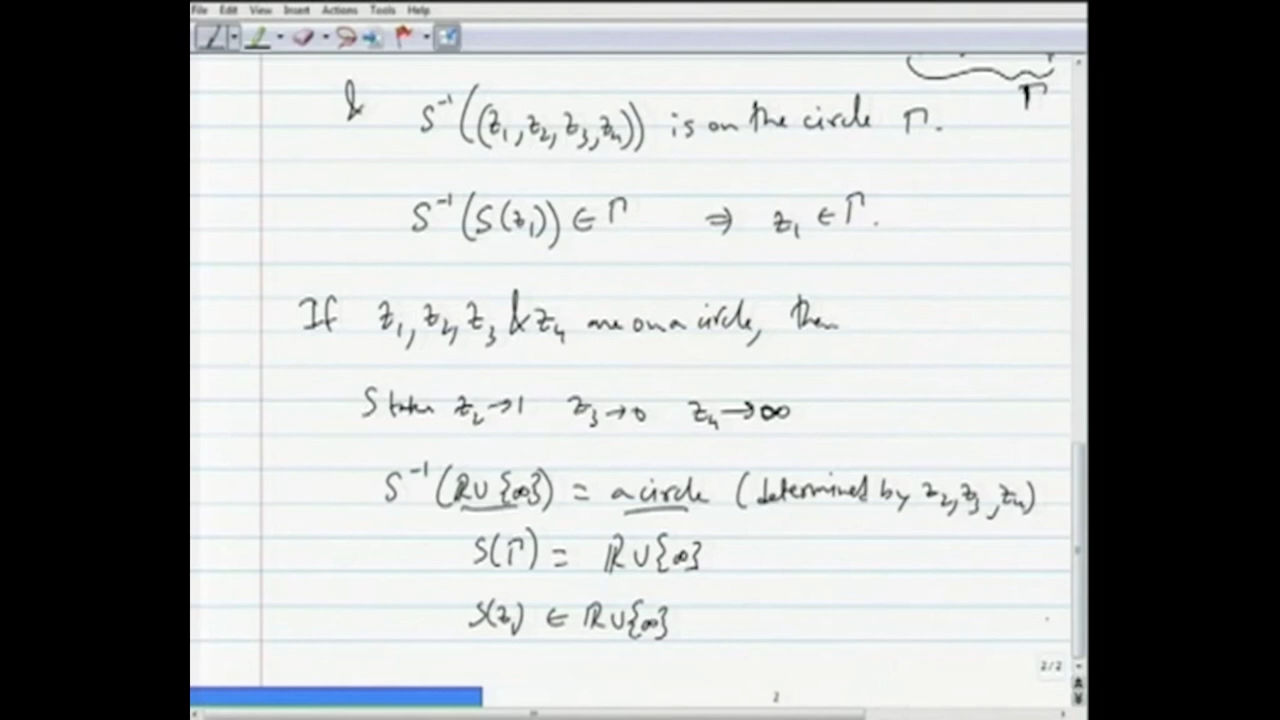 File Edit View Insert Actions Tools Help
Γ
& S⁻¹((z₁, z₂, z₃, z₄)) is on the circle Γ.
S⁻¹(S(z₁)) ∈ Γ ⇒ z₁ ∈ Γ.
If z₁, z₂, z₃ & z₄ are on a circle, then
S takes z₂ → 1 z₃ → 0 z₄ → ∞
S⁻¹(ℝ∪{∞}) = a circle (determined by z₂, z₃, z₄)
S(Γ) = ℝ∪{∞}
S(z₁) ∈ ℝ∪{∞}
2/2
2